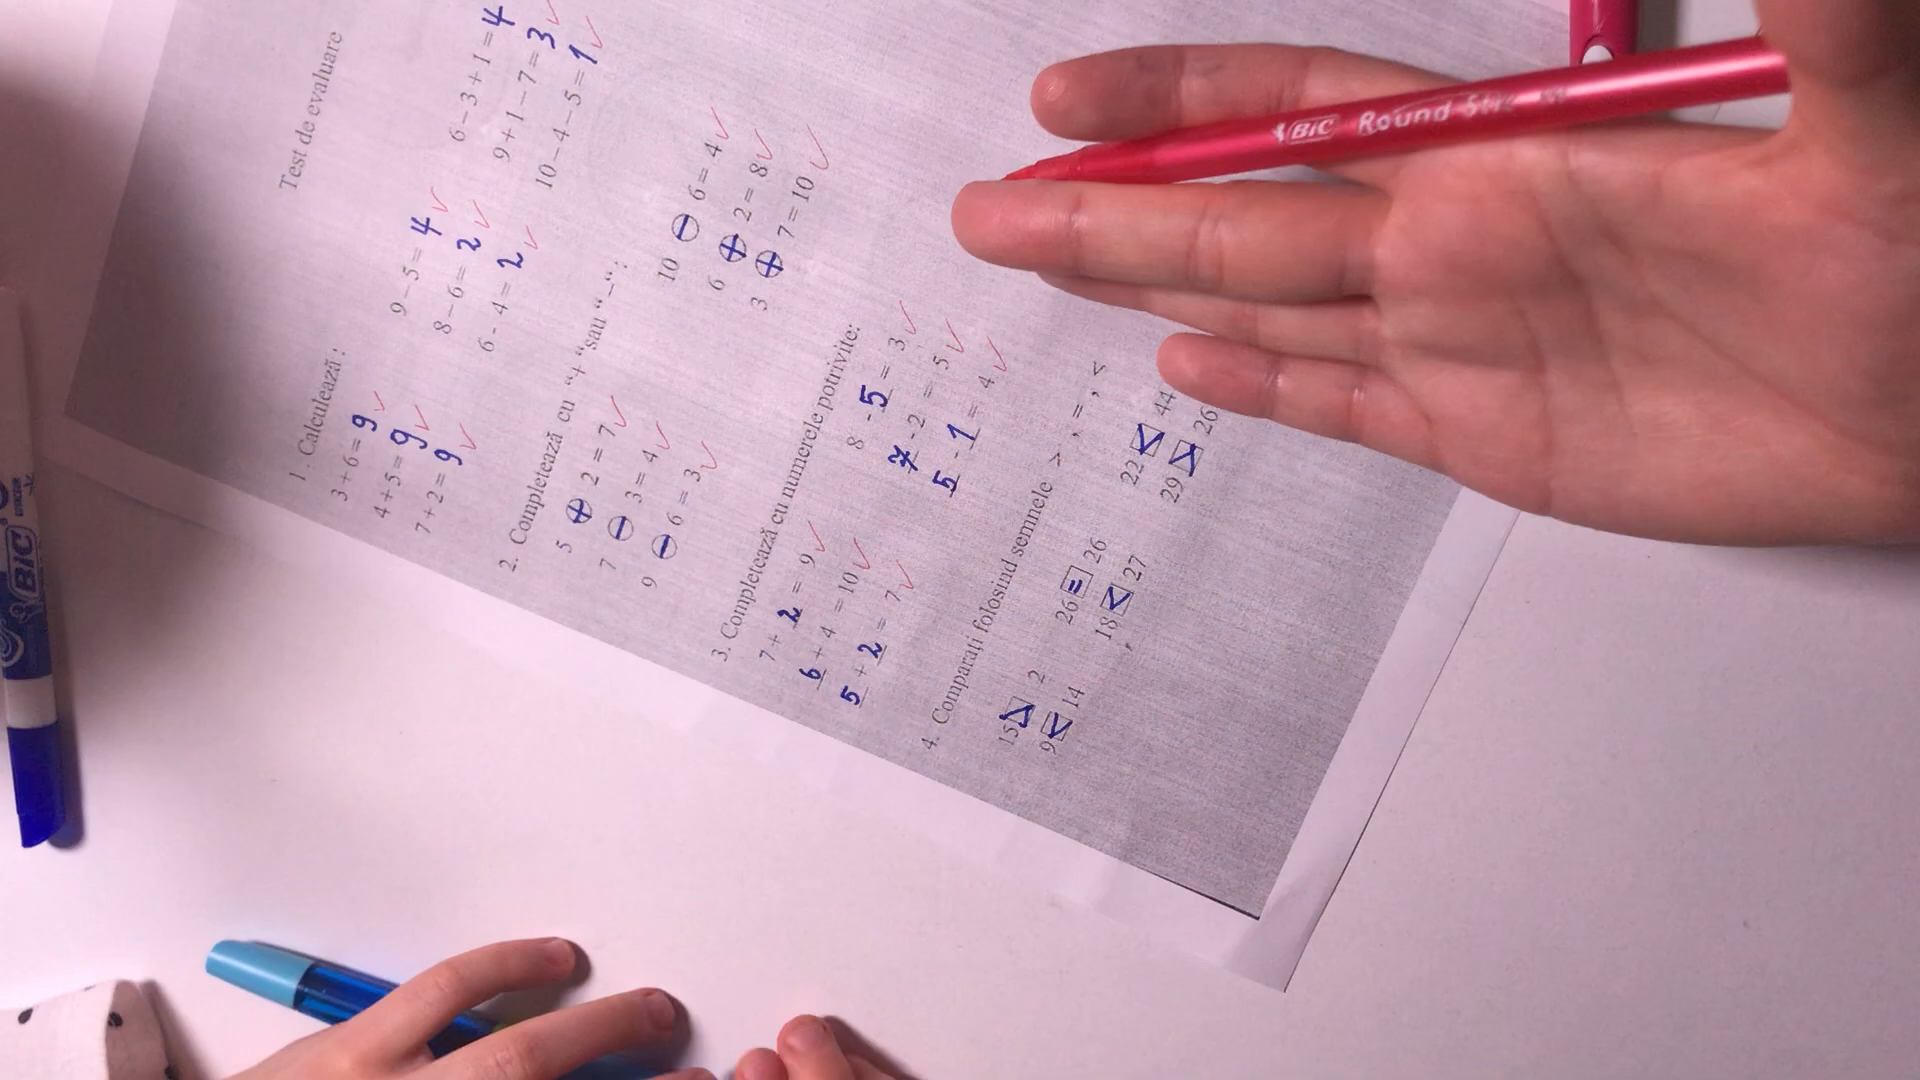 Test de evaluare
1. Calculează :
3 + 6 = 9 9 – 5 = 4 6 – 3 + 1 = 4
4 + 5 = 9 8 – 6 = 2 9 + 1 – 7 = 3
7 + 2 = 9 6 - 4 = 2 10 – 4 – 5 = 1
2. Completează cu “+“sau “–“:
5 + 2 = 7 10 – 6 = 4
7 – 3 = 4 6 + 2 = 8
9 – 6 = 3 3 + 7 = 10
3. Completează cu numerele potrivite:
7 + 2 = 9 8 - 5 = 3
6 + 4 = 10 7 - 2 = 5
5 + 2 = 7 5 - 1 = 4
4. Comparați folosind semnele > , = , <
15 > 2 26 = 26 22 < 44
9 < 14 18 < 27 29 > 26
BIC Round Stic
BIC